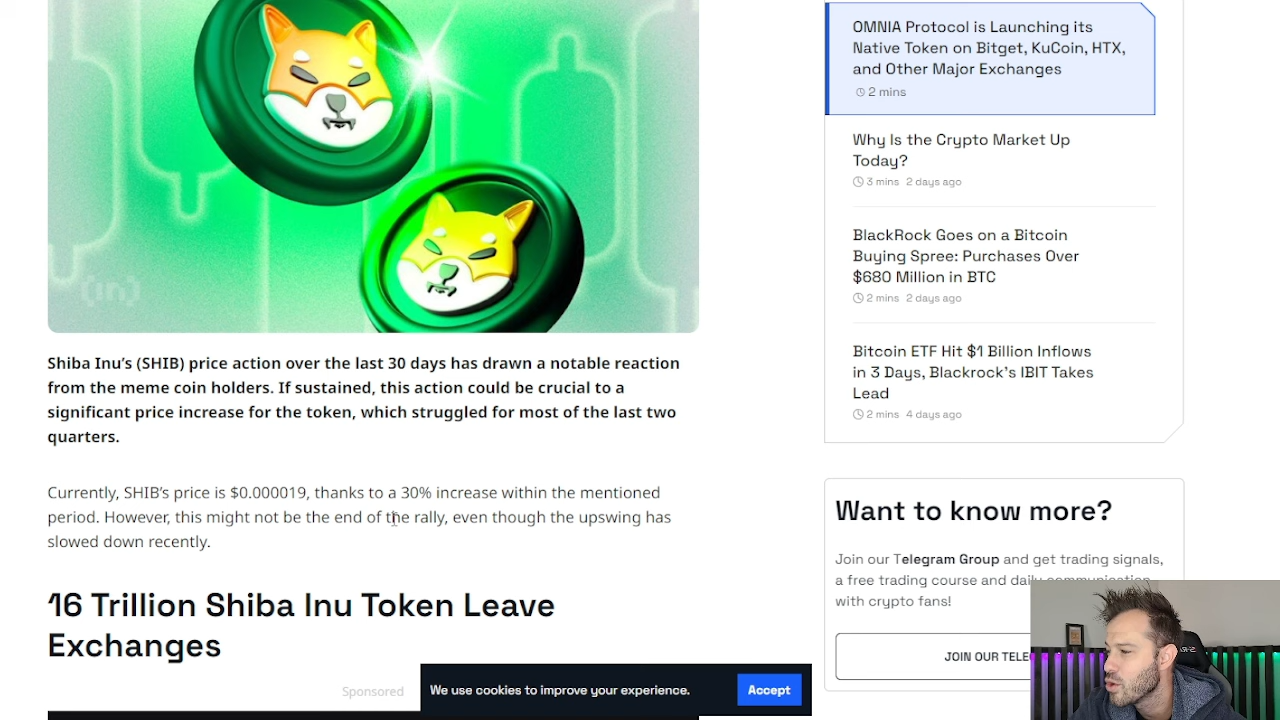 OMNIA Protocol is Launching its
Native Token on Bitget, KuCoin, HTX,
and Other Major Exchanges
2 mins
Why Is the Crypto Market Up
Today?
3 mins 2 days ago
BlackRock Goes on a Bitcoin
Buying Spree: Purchases Over
$680 Million in BTC
2 mins 2 days ago
Bitcoin ETF Hit $1 Billion Inflows
in 3 Days, Blackrock's IBIT Takes
Lead
2 mins 4 days ago
(in)
Shiba Inu's (SHIB) price action over the last 30 days has drawn a notable reaction
from the meme coin holders. If sustained, this action could be crucial to a
significant price increase for the token, which struggled for most of the last two
quarters.
Currently, SHIB's price is $0.000019, thanks to a 30% increase within the mentioned
period. However, this might not be the end of the rally, even though the upswing has
slowed down recently.
16 Trillion Shiba Inu Token Leave
Exchanges
Sponsored
We use cookies to improve your experience.
Accept
Want to know more?
Join our Telegram Group and get trading signals,
a free trading course and daily communication
with crypto fans!
JOIN OUR TELE